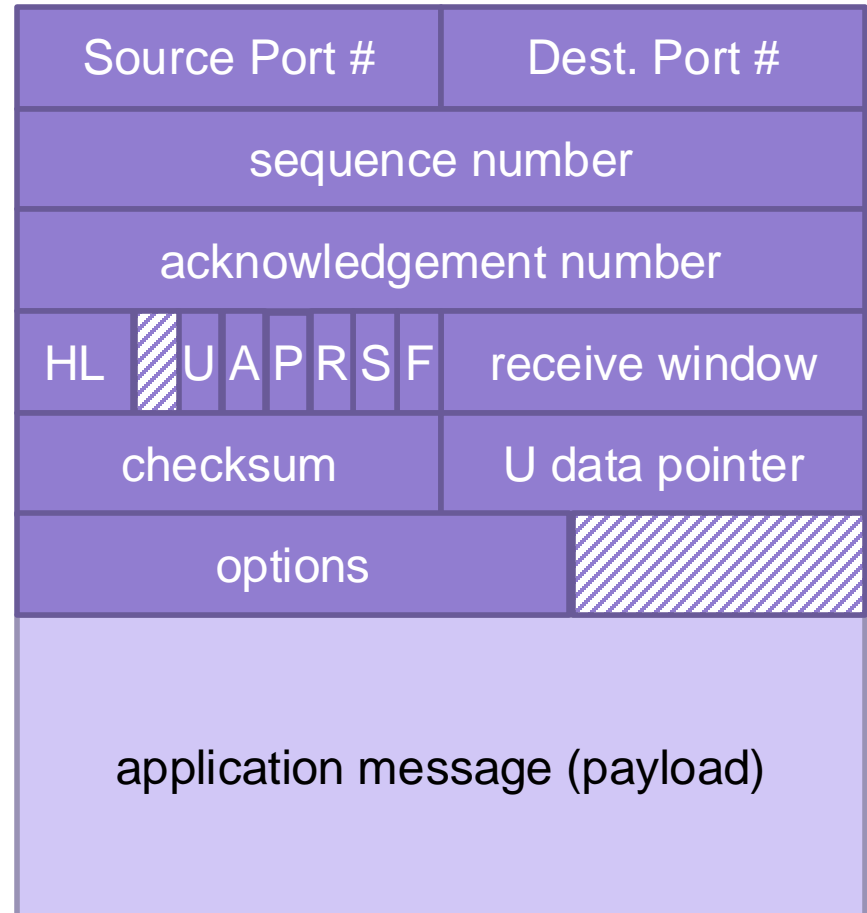 Source Port # Dest. Port #
sequence number
acknowledgement number
HL U A P R S F receive window
checksum U data pointer
options
application message (payload)